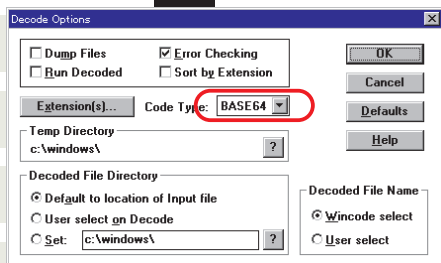 Decode Options
Dump Files
Error Checking
OK
Run Decoded
Sort by Extension
Cancel
Extension(s)...
Code Type:
BASE64
Defaults
Temp Directory
c:\windows\
?
Help
Decoded File Directory
Default to location of Input file
User select on Decode
Set:
c:\windows\
?
Decoded File Name
Wincode select
User select